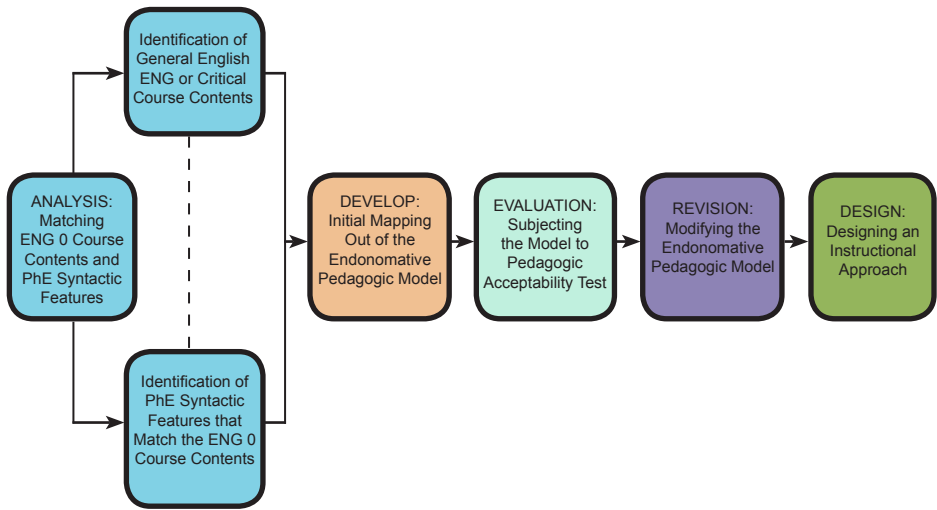 Identification of
General English
ENG or Critical
Course Contents
ANALYSIS:
Matching
ENG 0 Course
Contents and
PhE Syntactic
Features
Identification of
PhE Syntactic
Features that
Match the ENG 0
Course Contents
DEVELOP:
Initial Mapping
Out of the
Endonomative
Pedagogic Model
EVALUATION:
Subjecting
the Model to
Pedagogic
Acceptability Test
REVISION:
Modifying the
Endonomative
Pedagogic Model
DESIGN:
Designing an
Instructional
Approach